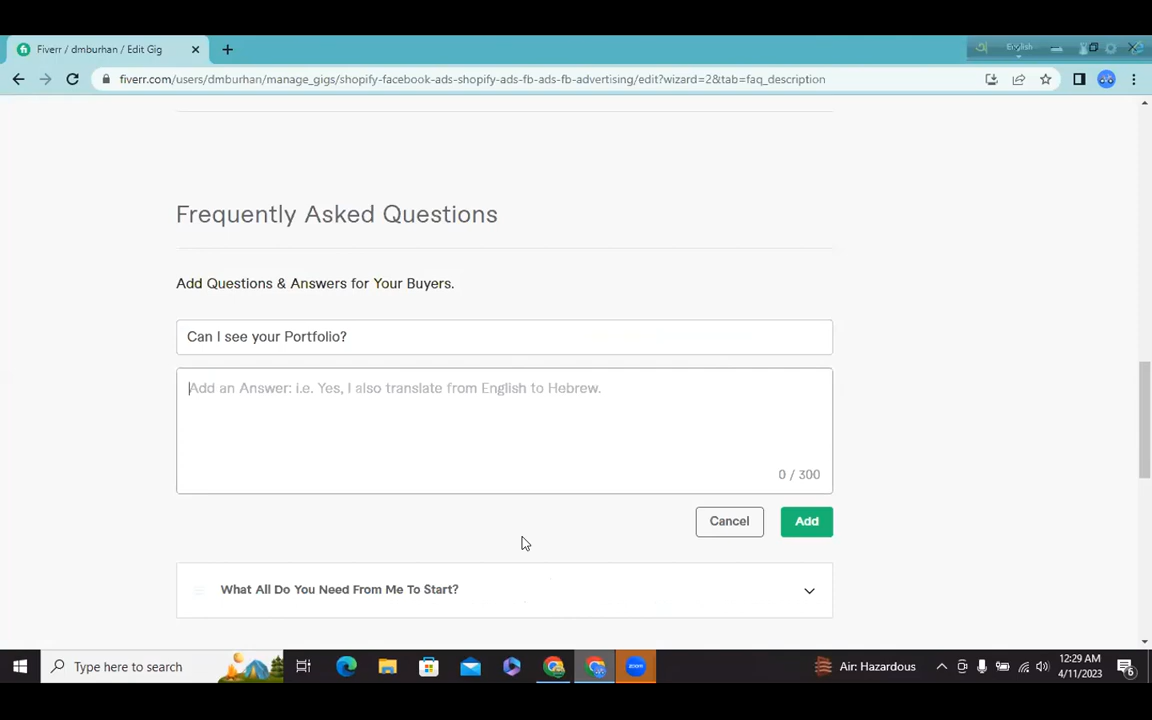 Fiverr / dmburhan / Edit Gig
English
fiverr.com/users/dmburhan/manage_gigs/shopify-facebook-ads-shopify-ads-fb-ads-fb-advertising/edit?wizard=2&tab=faq_description
Frequently Asked Questions
Add Questions & Answers for Your Buyers.
Can I see your Portfolio?
Add an Answer: i.e. Yes, I also translate from English to Hebrew.
0 / 300
Cancel
Add
What All Do You Need From Me To Start?
Type here to search
zoom
Air: Hazardous
12:29 AM
4/11/2023
6